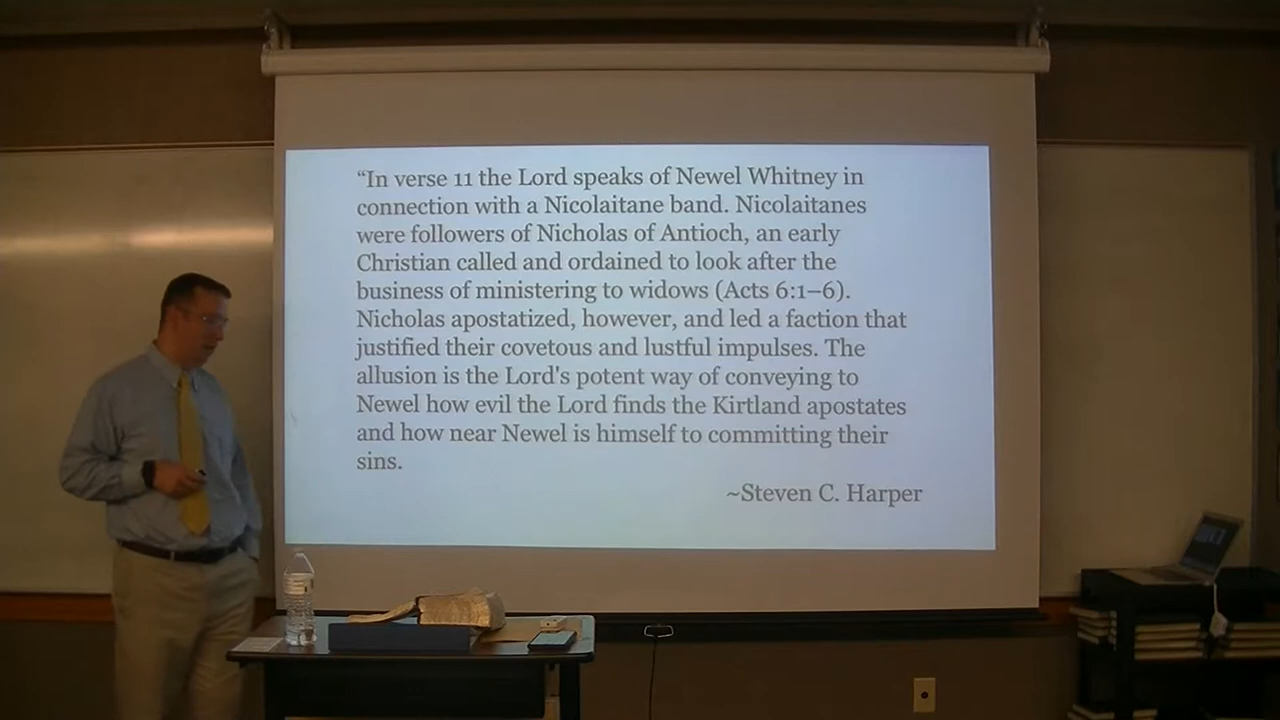 “In verse 11 the Lord speaks of Newel Whitney in
connection with a Nicolaitane band. Nicolaitanes
were followers of Nicholas of Antioch, an early
Christian called and ordained to look after the
business of ministering to widows (Acts 6:1–6).
Nicholas apostatized, however, and led a faction that
justified their covetous and lustful impulses. The
allusion is the Lord's potent way of conveying to
Newel how evil the Lord finds the Kirtland apostates
and how near Newel is himself to committing their
sins.
~Steven C. Harper